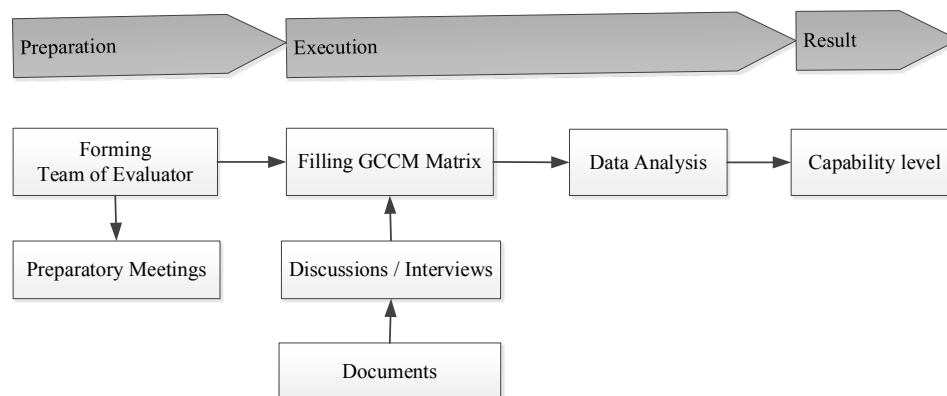 Preparation
Execution
Result
Forming
Team of Evaluator
Filling GCCM Matrix
Data Analysis
Capability level
Preparatory Meetings
Discussions / Interviews
Documents